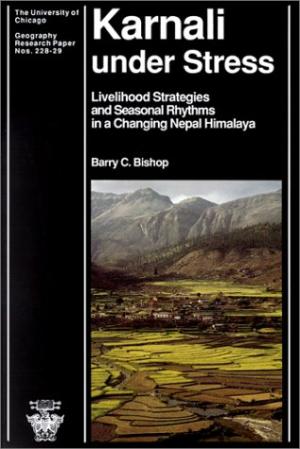 The University of
Chicago
Geography
Research Paper
Nos. 228-29
Karnali
under Stress
Livelihood Strategies
and Seasonal Rhythms
in a Changing Nepal Himalaya
Barry C. Bishop